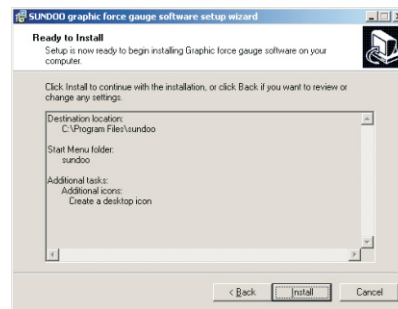 SUNDOO graphic force gauge software setup wizard
Ready to Install
Setup is now ready to begin installing Graphic force gauge software on your
computer.
Click Install to continue with the installation, or click Back if you want to review or
change any settings.
Destination location:
C:\Program Files\sundoo
Start Menu folder:
sundoo
Additional tasks:
Additional icons:
Create a desktop icon
< Back
Install
Cancel